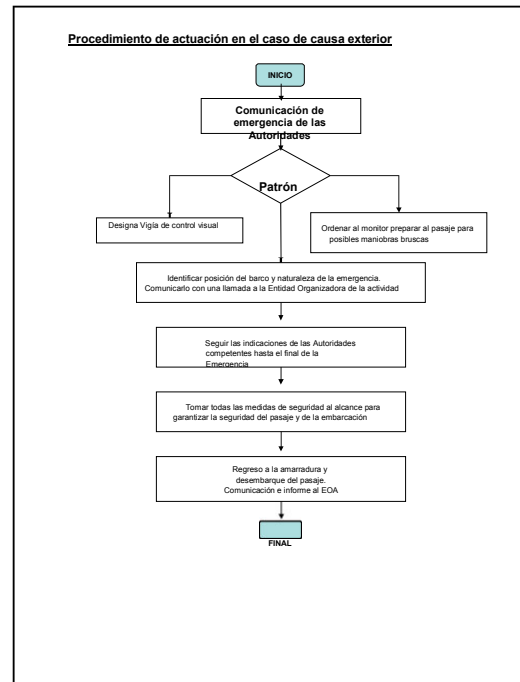 Procedimiento de actuación en el caso de causa exterior
INICIO
Comunicación de
emergencia de las
Autoridades
Patrón
Designa Vigía de control visual
Ordenar al monitor preparar al pasaje para
posibles maniobras bruscas
Identificar posición del barco y naturaleza de la emergencia.
Comunicarlo con una llamada a la Entidad Organizadora de la actividad
Seguir las indicaciones de las Autoridades
competentes hasta el final de la
Emergencia
Tomar todas las medidas de seguridad al alcance para
garantizar la seguridad del pasaje y de la embarcación
Regreso a la amarradura y
desembarque del pasaje.
Comunicación e informe al EOA
FINAL